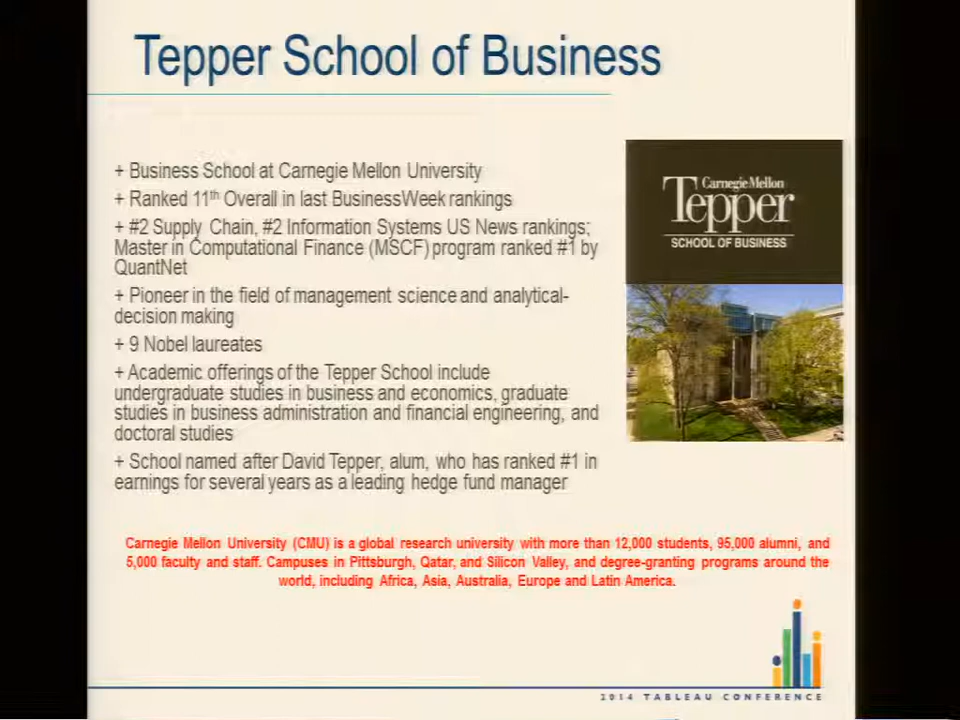 Tepper School of Business
+ Business School at Carnegie Mellon University
+ Ranked 11th Overall in last BusinessWeek rankings
+ #2 Supply Chain, #2 Information Systems US News rankings;
Master in Computational Finance (MSCF) program ranked #1 by
QuantNet
+ Pioneer in the field of management science and analytical-
decision making
+ 9 Nobel laureates
+ Academic offerings of the Tepper School include
undergraduate studies in business and economics, graduate
studies in business administration and financial engineering, and
doctoral studies
+ School named after David Tepper, alum, who has ranked #1 in
earnings for several years as a leading hedge fund manager
Carnegie Mellon
Tepper
SCHOOL OF BUSINESS
Carnegie Mellon University (CMU) is a global research university with more than 12,000 students, 95,000 alumni, and
5,000 faculty and staff. Campuses in Pittsburgh, Qatar, and Silicon Valley, and degree-granting programs around the
world, including Africa, Asia, Australia, Europe and Latin America.
2014 TABLEAU CONFERENCE